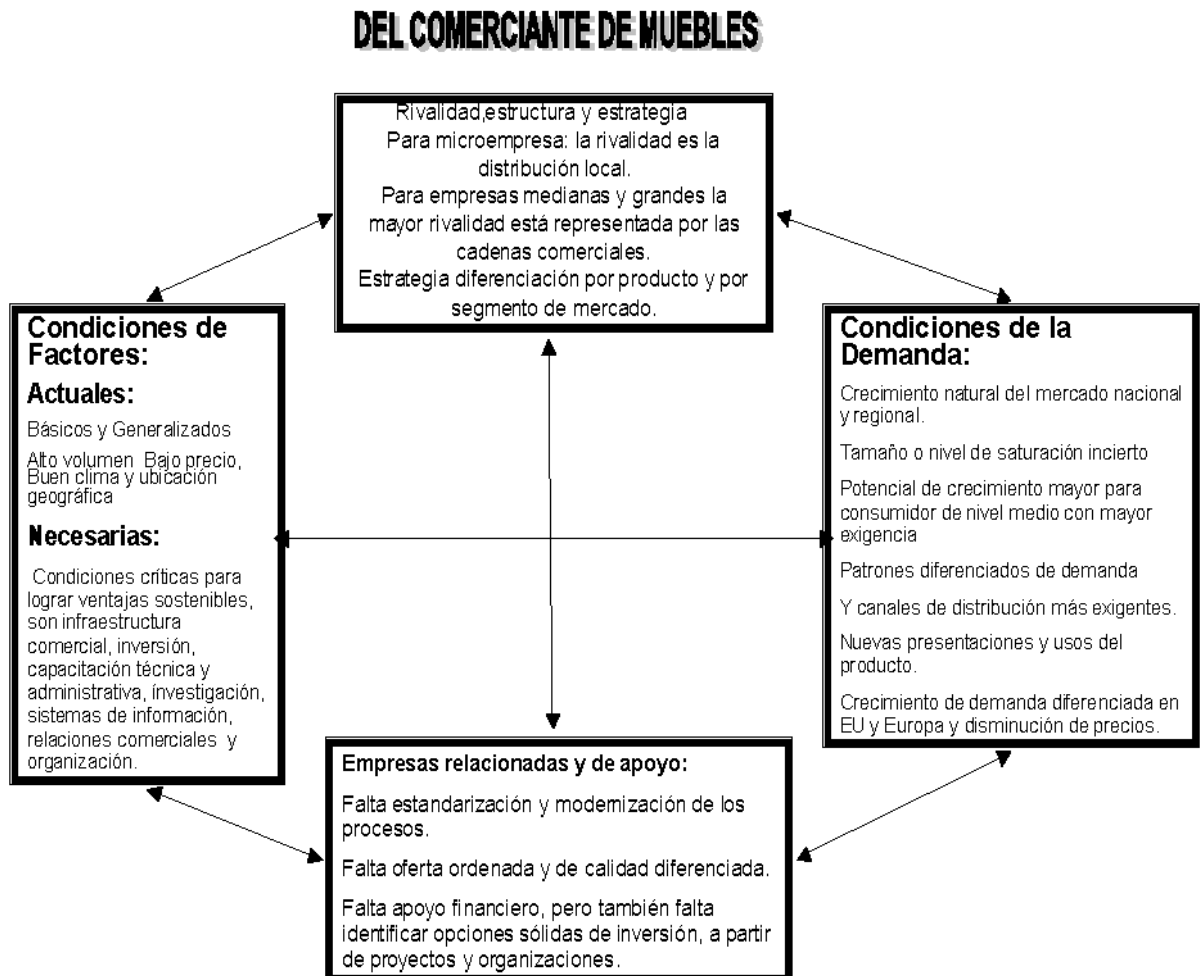 DEL COMERCIANTE DE MUEBLES
Rivalidad,estructura y estrategia
Para microempresa: la rivalidad es la
distribución local.
Para empresas medianas y grandes la
mayor rivalidad está representada por las
cadenas comerciales.
Estrategia diferenciación por producto y por
segmento de mercado.
Condiciones de
Factores:
Actuales:
Básicos y Generalizados
Alto volumen Bajo precio,
Buen clima y ubicación
geográfica
Necesarias:
Condiciones críticas para
lograr ventajas sostenibles,
son infraestructura
comercial, inversión,
capacitación técnica y
administrativa, investigación,
sistemas de información,
relaciones comerciales y
organización.
Condiciones de la
Demanda:
Crecimiento natural del mercado nacional
y regional.
Tamaño o nivel de saturación incierto
Potencial de crecimiento mayor para
consumidor de nivel medio con mayor
exigencia
Patrones diferenciados de demanda
Y canales de distribución más exigentes.
Nuevas presentaciones y usos del
producto.
Crecimiento de demanda diferenciada en
EU y Europa y disminución de precios.
Empresas relacionadas y de apoyo:
Falta estandarización y modernización de los
procesos.
Falta oferta ordenada y de calidad diferenciada.
Falta apoyo financiero, pero también falta
identificar opciones sólidas de inversión, a partir
de proyectos y organizaciones.